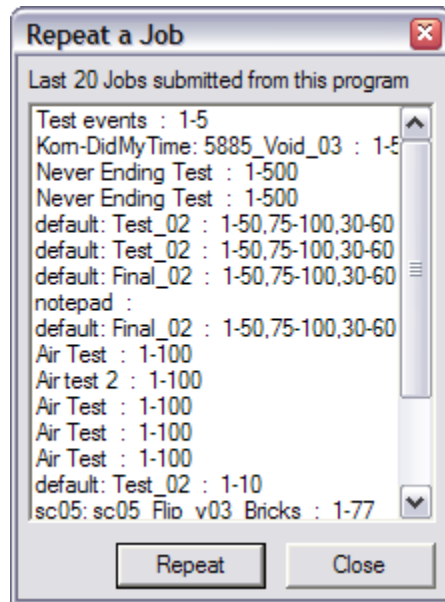 Repeat a Job
Last 20 Jobs submitted from this program
Test events : 1-5
Korn-DidMyTime: 5885_Void_03 : 1-5
Never Ending Test : 1-500
Never Ending Test : 1-500
default: Test_02 : 1-50,75-100,30-60
default: Test_02 : 1-50,75-100,30-60
default: Final_02 : 1-50,75-100,30-60
notepad :
default: Final_02 : 1-50,75-100,30-60
Air Test : 1-100
Air test 2 : 1-100
Air Test : 1-100
Air Test : 1-100
Air Test : 1-100
default: Test_02 : 1-10
sc05: sc05_Flip_v03_Bricks : 1-77
Repeat Close